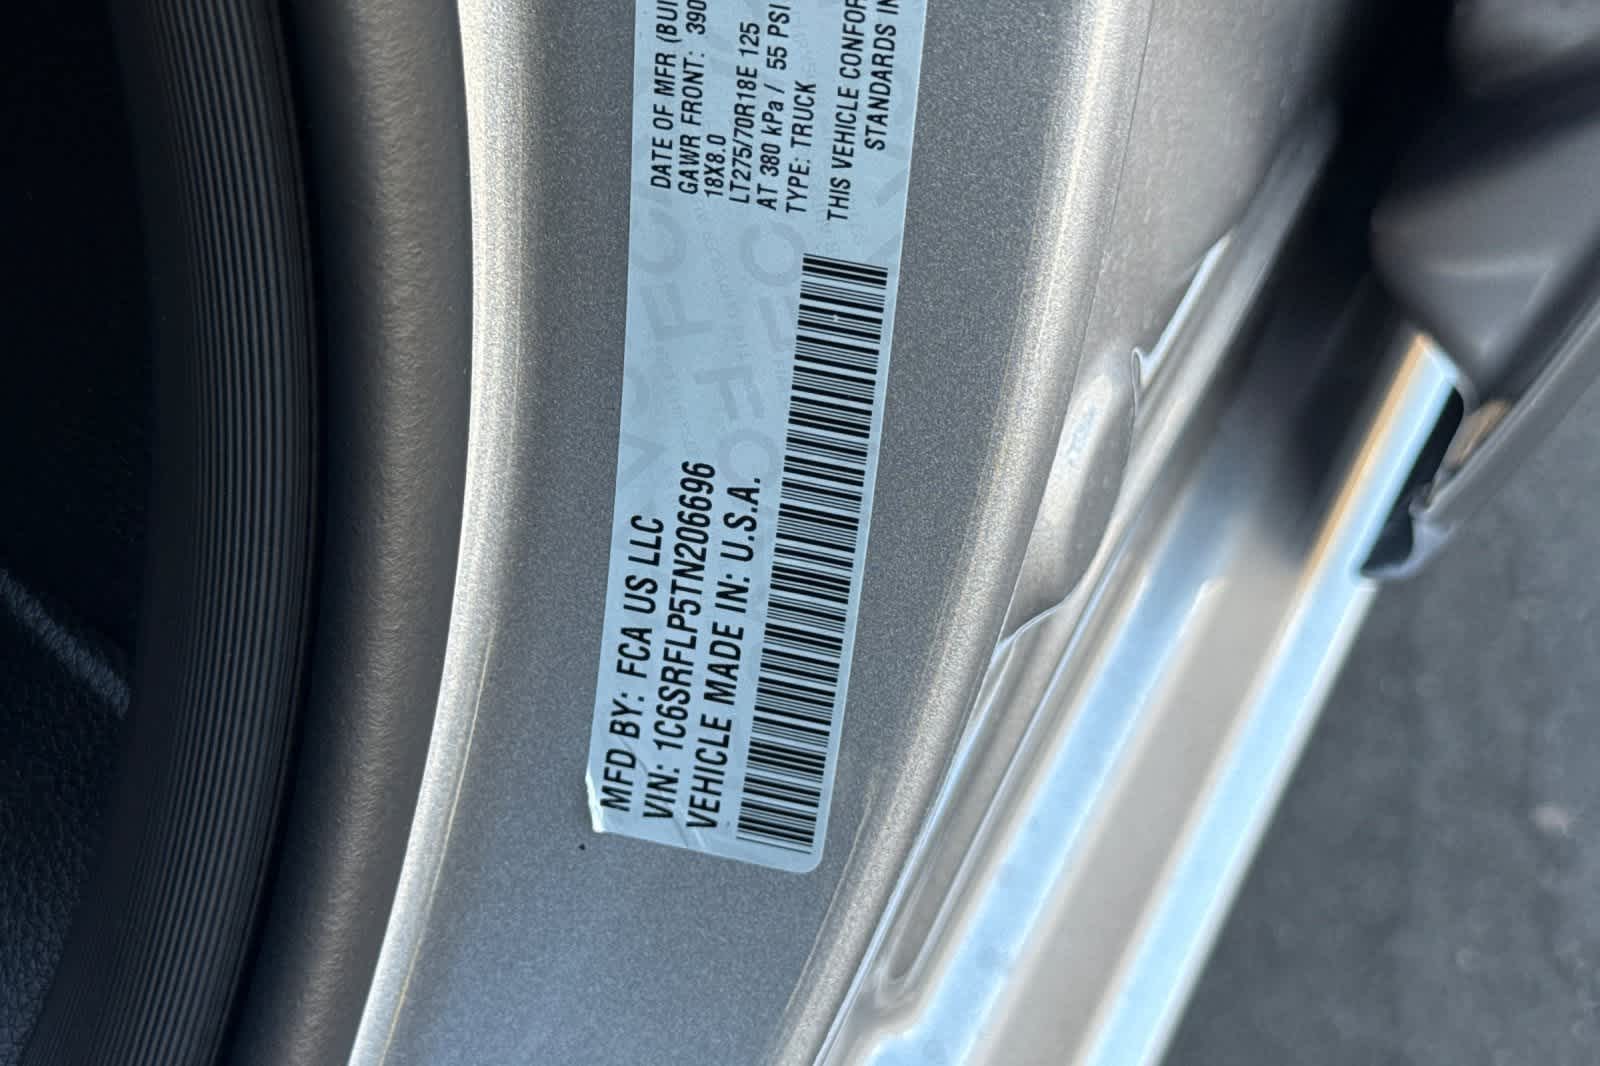 MFD BY: FCA US LLC
VIN: 1C6SRFLP5TN206696
VEHICLE MADE IN: U.S.A.
DATE OF MFR (BUI
GAWR FRONT: 390
18X8.0
LT275/70R18E 125
AT 380 kPa / 55 PSI
TYPE: TRUCK
THIS VEHICLE CONFOR
STANDARDS IN